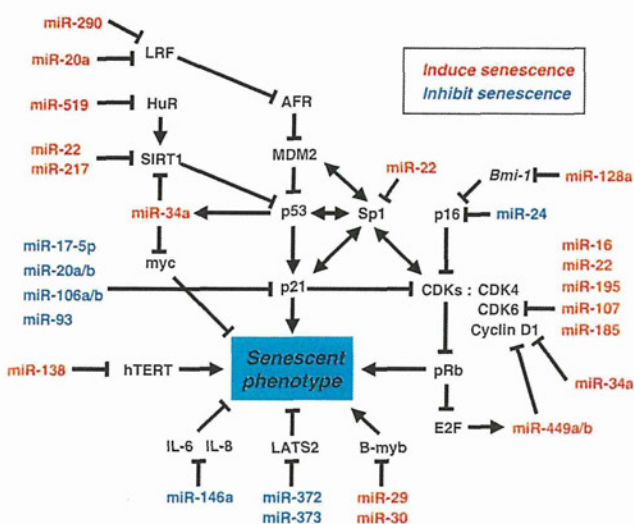 miR-290
miR-20a
LRF
Induce senescence
Inhibit senescence
miR-519
HuR
AFR
miR-22
miR-217
SIRT1
MDM2
miR-22
Bmi-1
miR-128a
miR-34a
p53
Sp1
p16
miR-24
miR-17-5p
miR-20a/b
miR-106a/b
miR-93
myc
p21
CDKs : CDK4
CDK6
Cyclin D1
miR-16
miR-22
miR-195
miR-107
miR-185
miR-138
hTERT
Senescent
phenotype
pRb
miR-34a
IL-6 IL-8
LATS2
B-myb
E2F
miR-449a/b
miR-146a
miR-372
miR-373
miR-29
miR-30